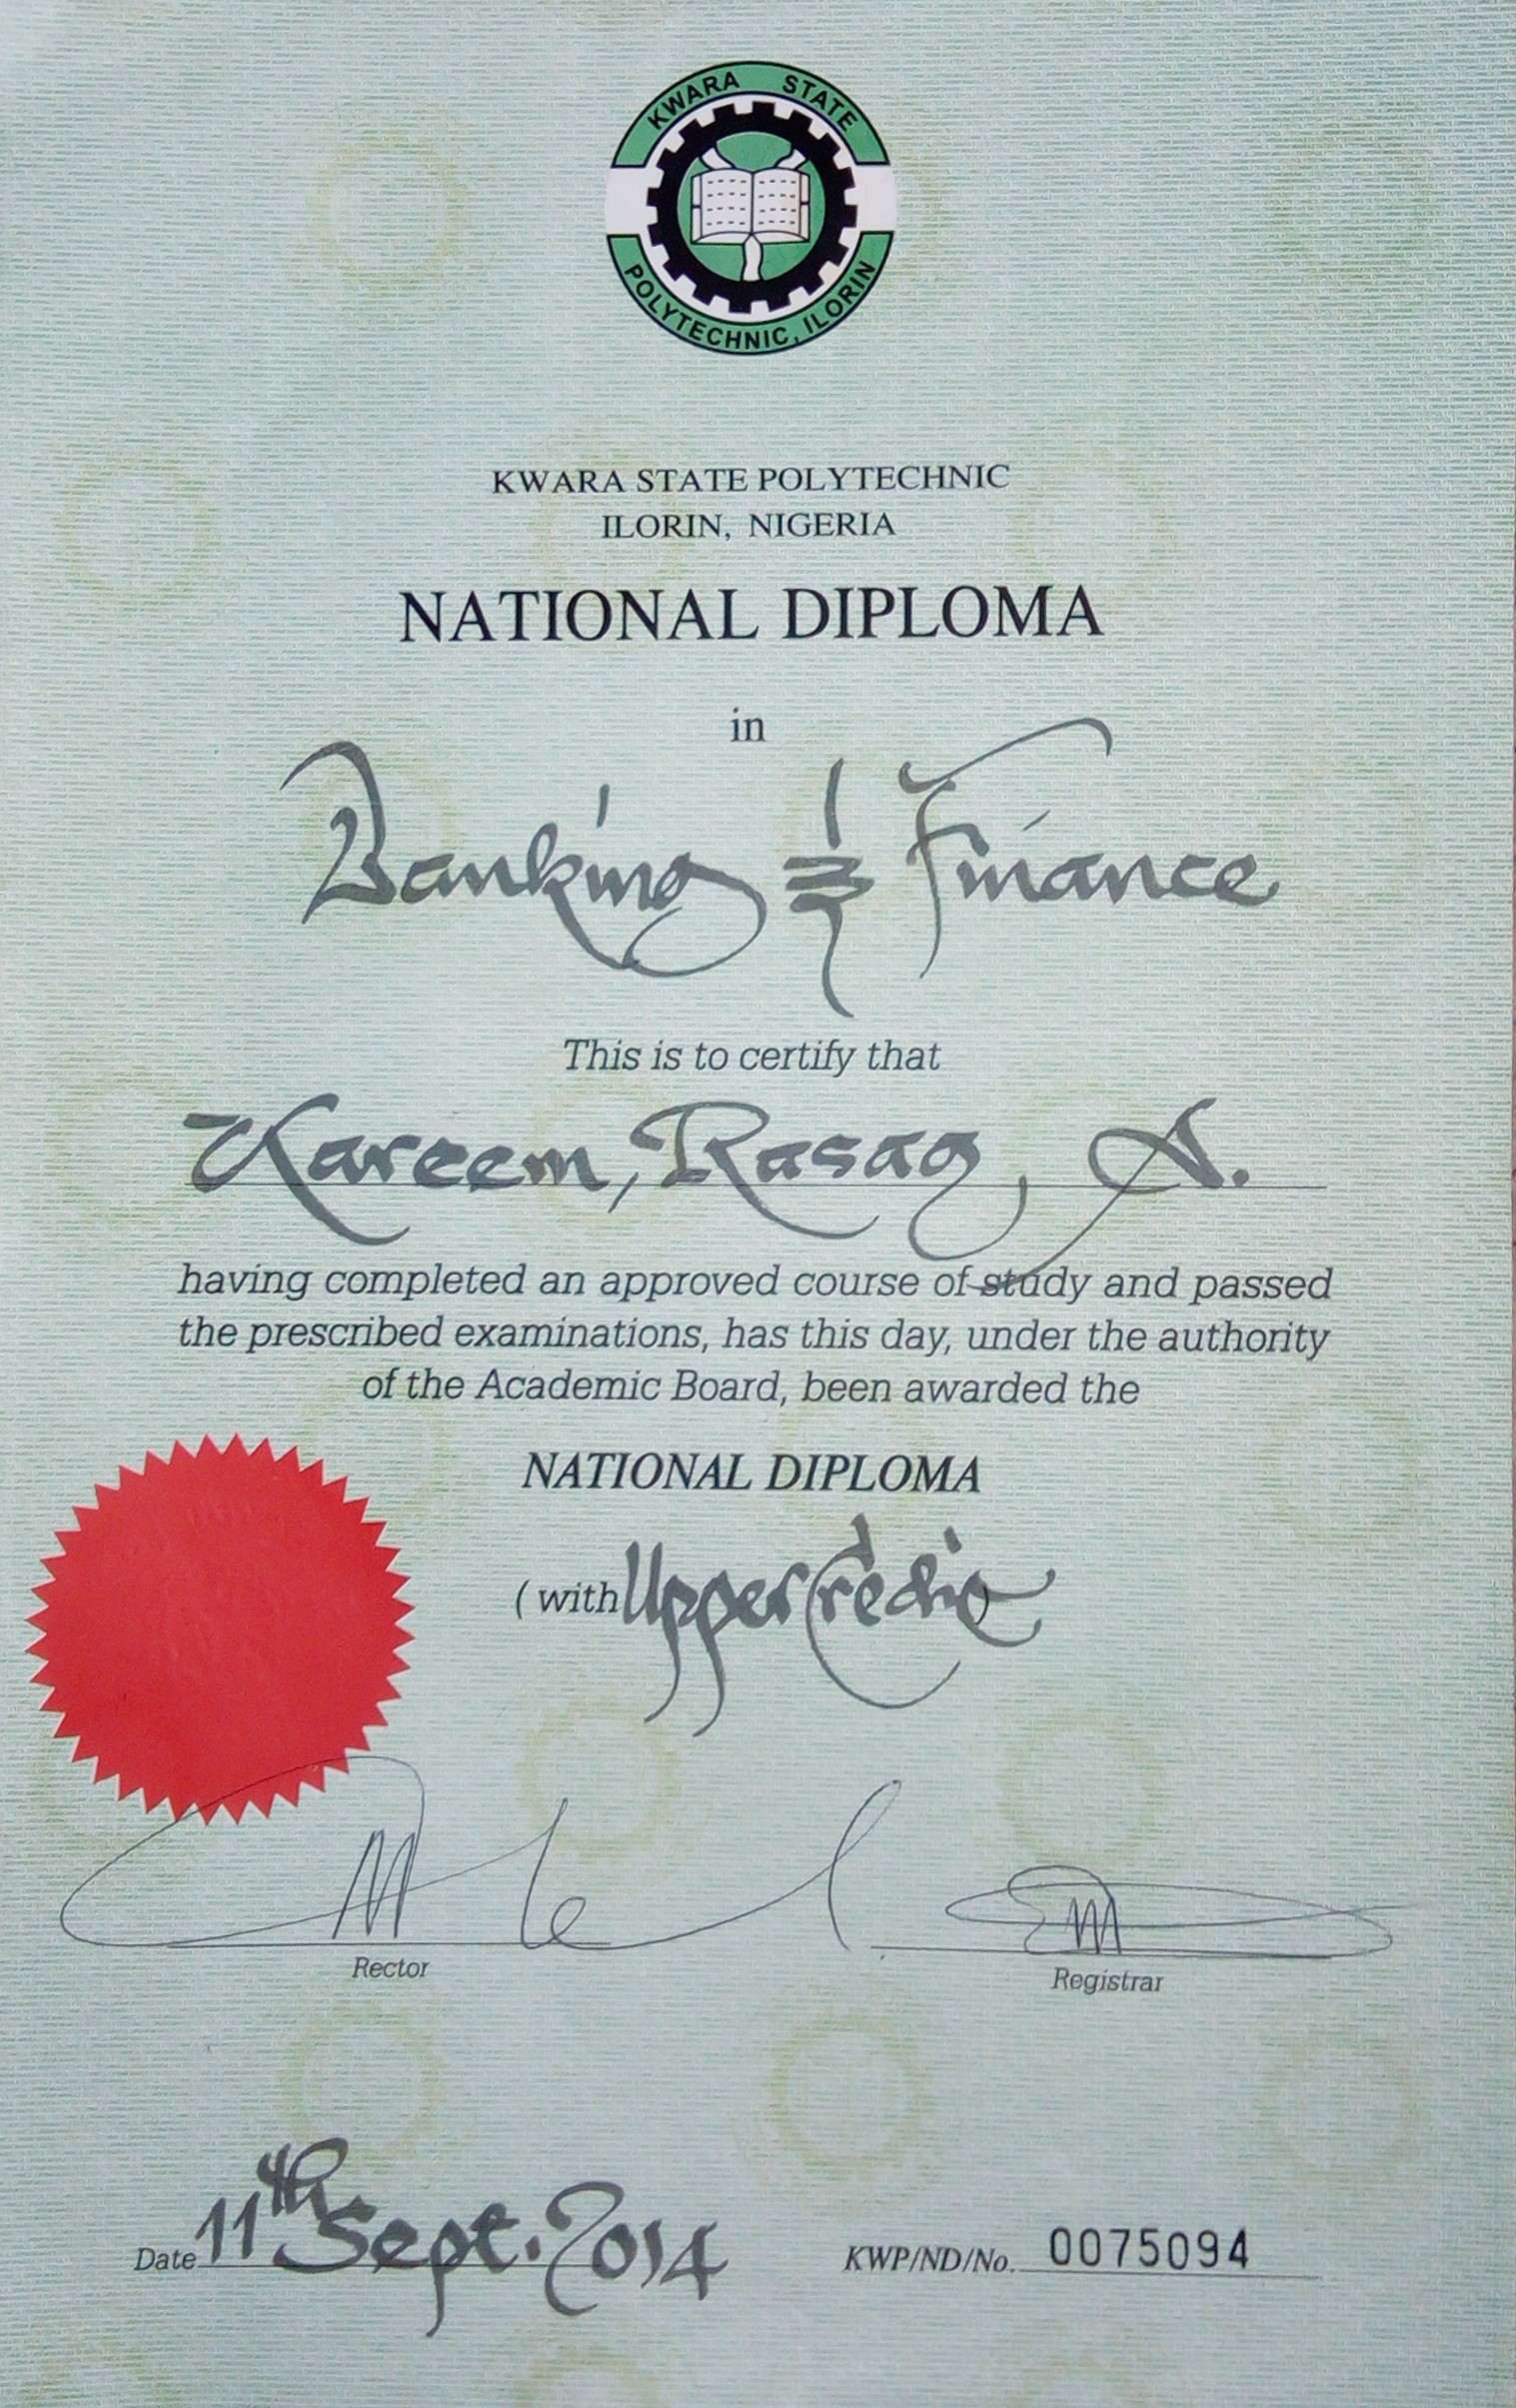 KWARA STATE
POLYTECHNIC, ILORIN
KWARA STATE POLYTECHNIC
ILORIN, NIGERIA
NATIONAL DIPLOMA
in
Banking & Finance
This is to certify that
Kareem, Rasaq, A.
having completed an approved course of study and passed
the prescribed examinations, has this day, under the authority
of the Academic Board, been awarded the
NATIONAL DIPLOMA
( with Upper Credit
Rector
Registrar
Date 11th Sept. 2014
KWP/ND/No. 0075094